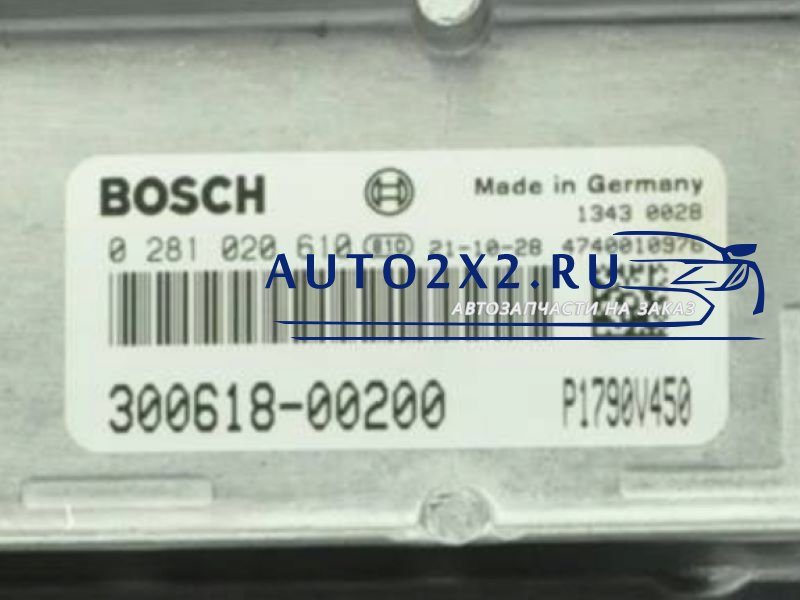 BOSCH
Made in Germany
1343 0028
0 281 020 610 21-10-28 4740010976
AUTO2X2.RU
АВТОЗАПЧАСТИ НА ЗАКАЗ
300618-00200 P1790V450